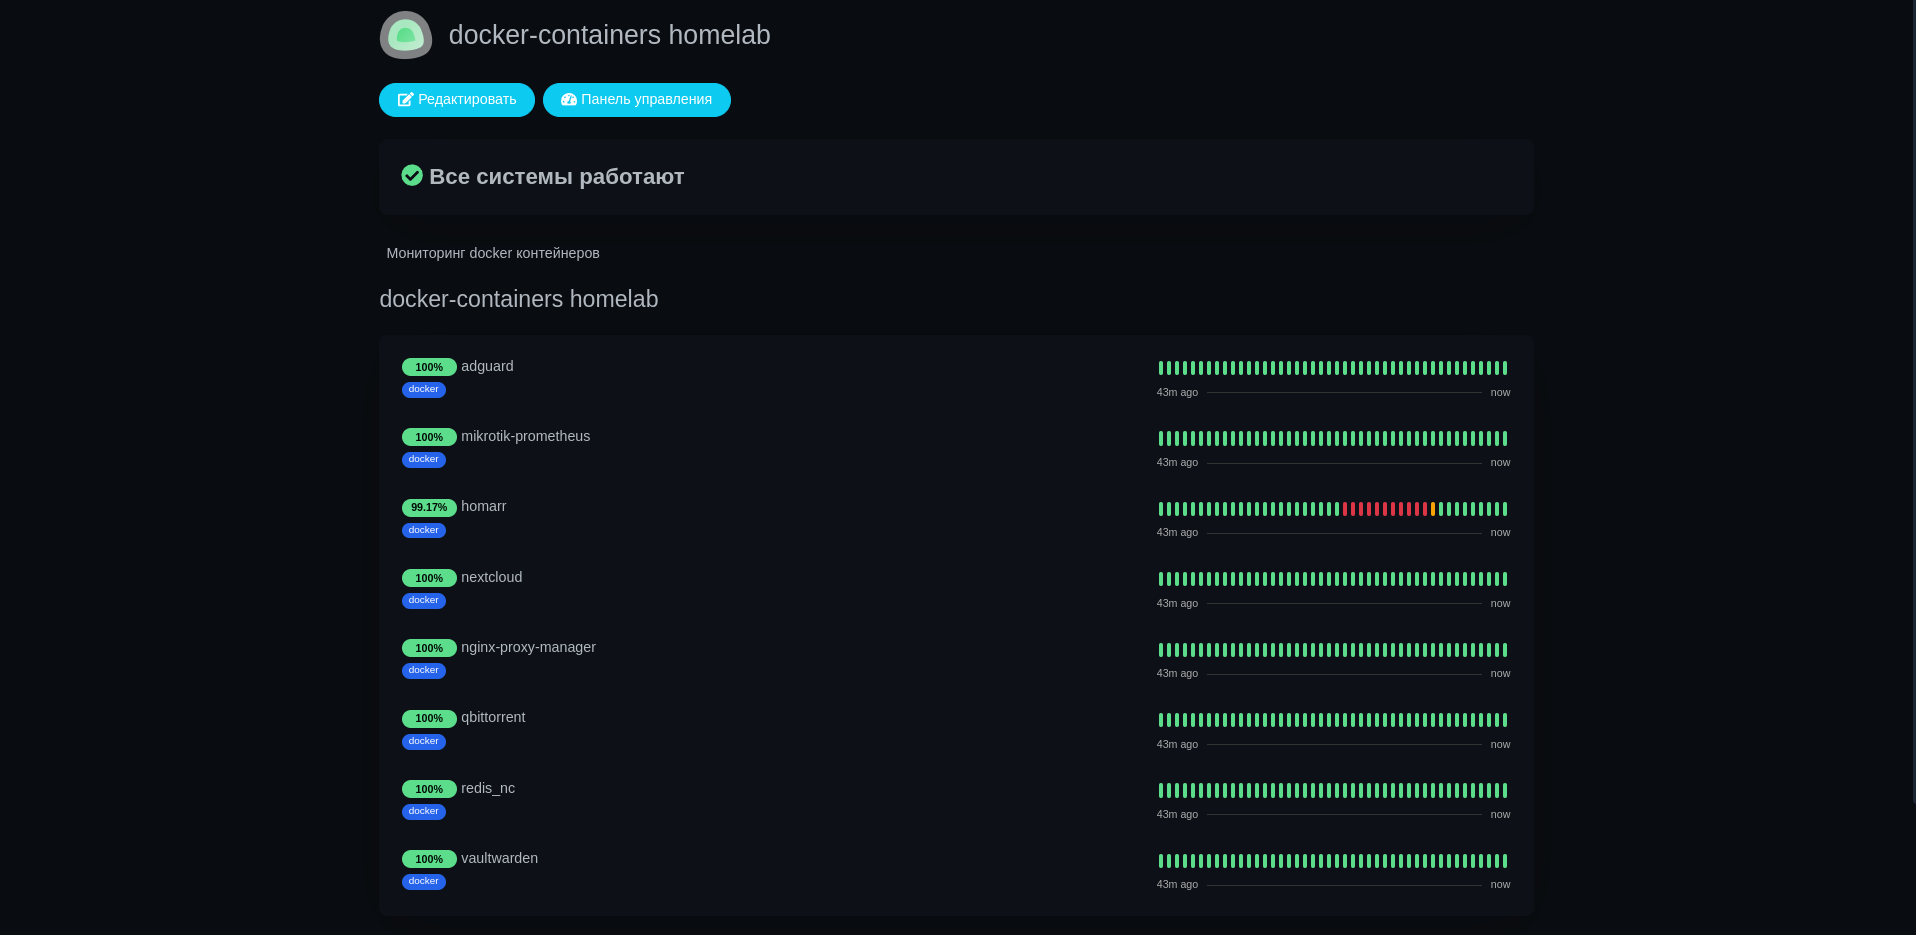 docker-containers homelab
Редактировать Панель управления
Все системы работают
Мониторинг docker контейнеров
docker-containers homelab
100% adguard
docker
43m ago now
100% mikrotik-prometheus
docker
43m ago now
99.17% homarr
docker
43m ago now
100% nextcloud
docker
43m ago now
100% nginx-proxy-manager
docker
43m ago now
100% qbittorrent
docker
43m ago now
100% redis_nc
docker
43m ago now
100% vaultwarden
docker
43m ago now